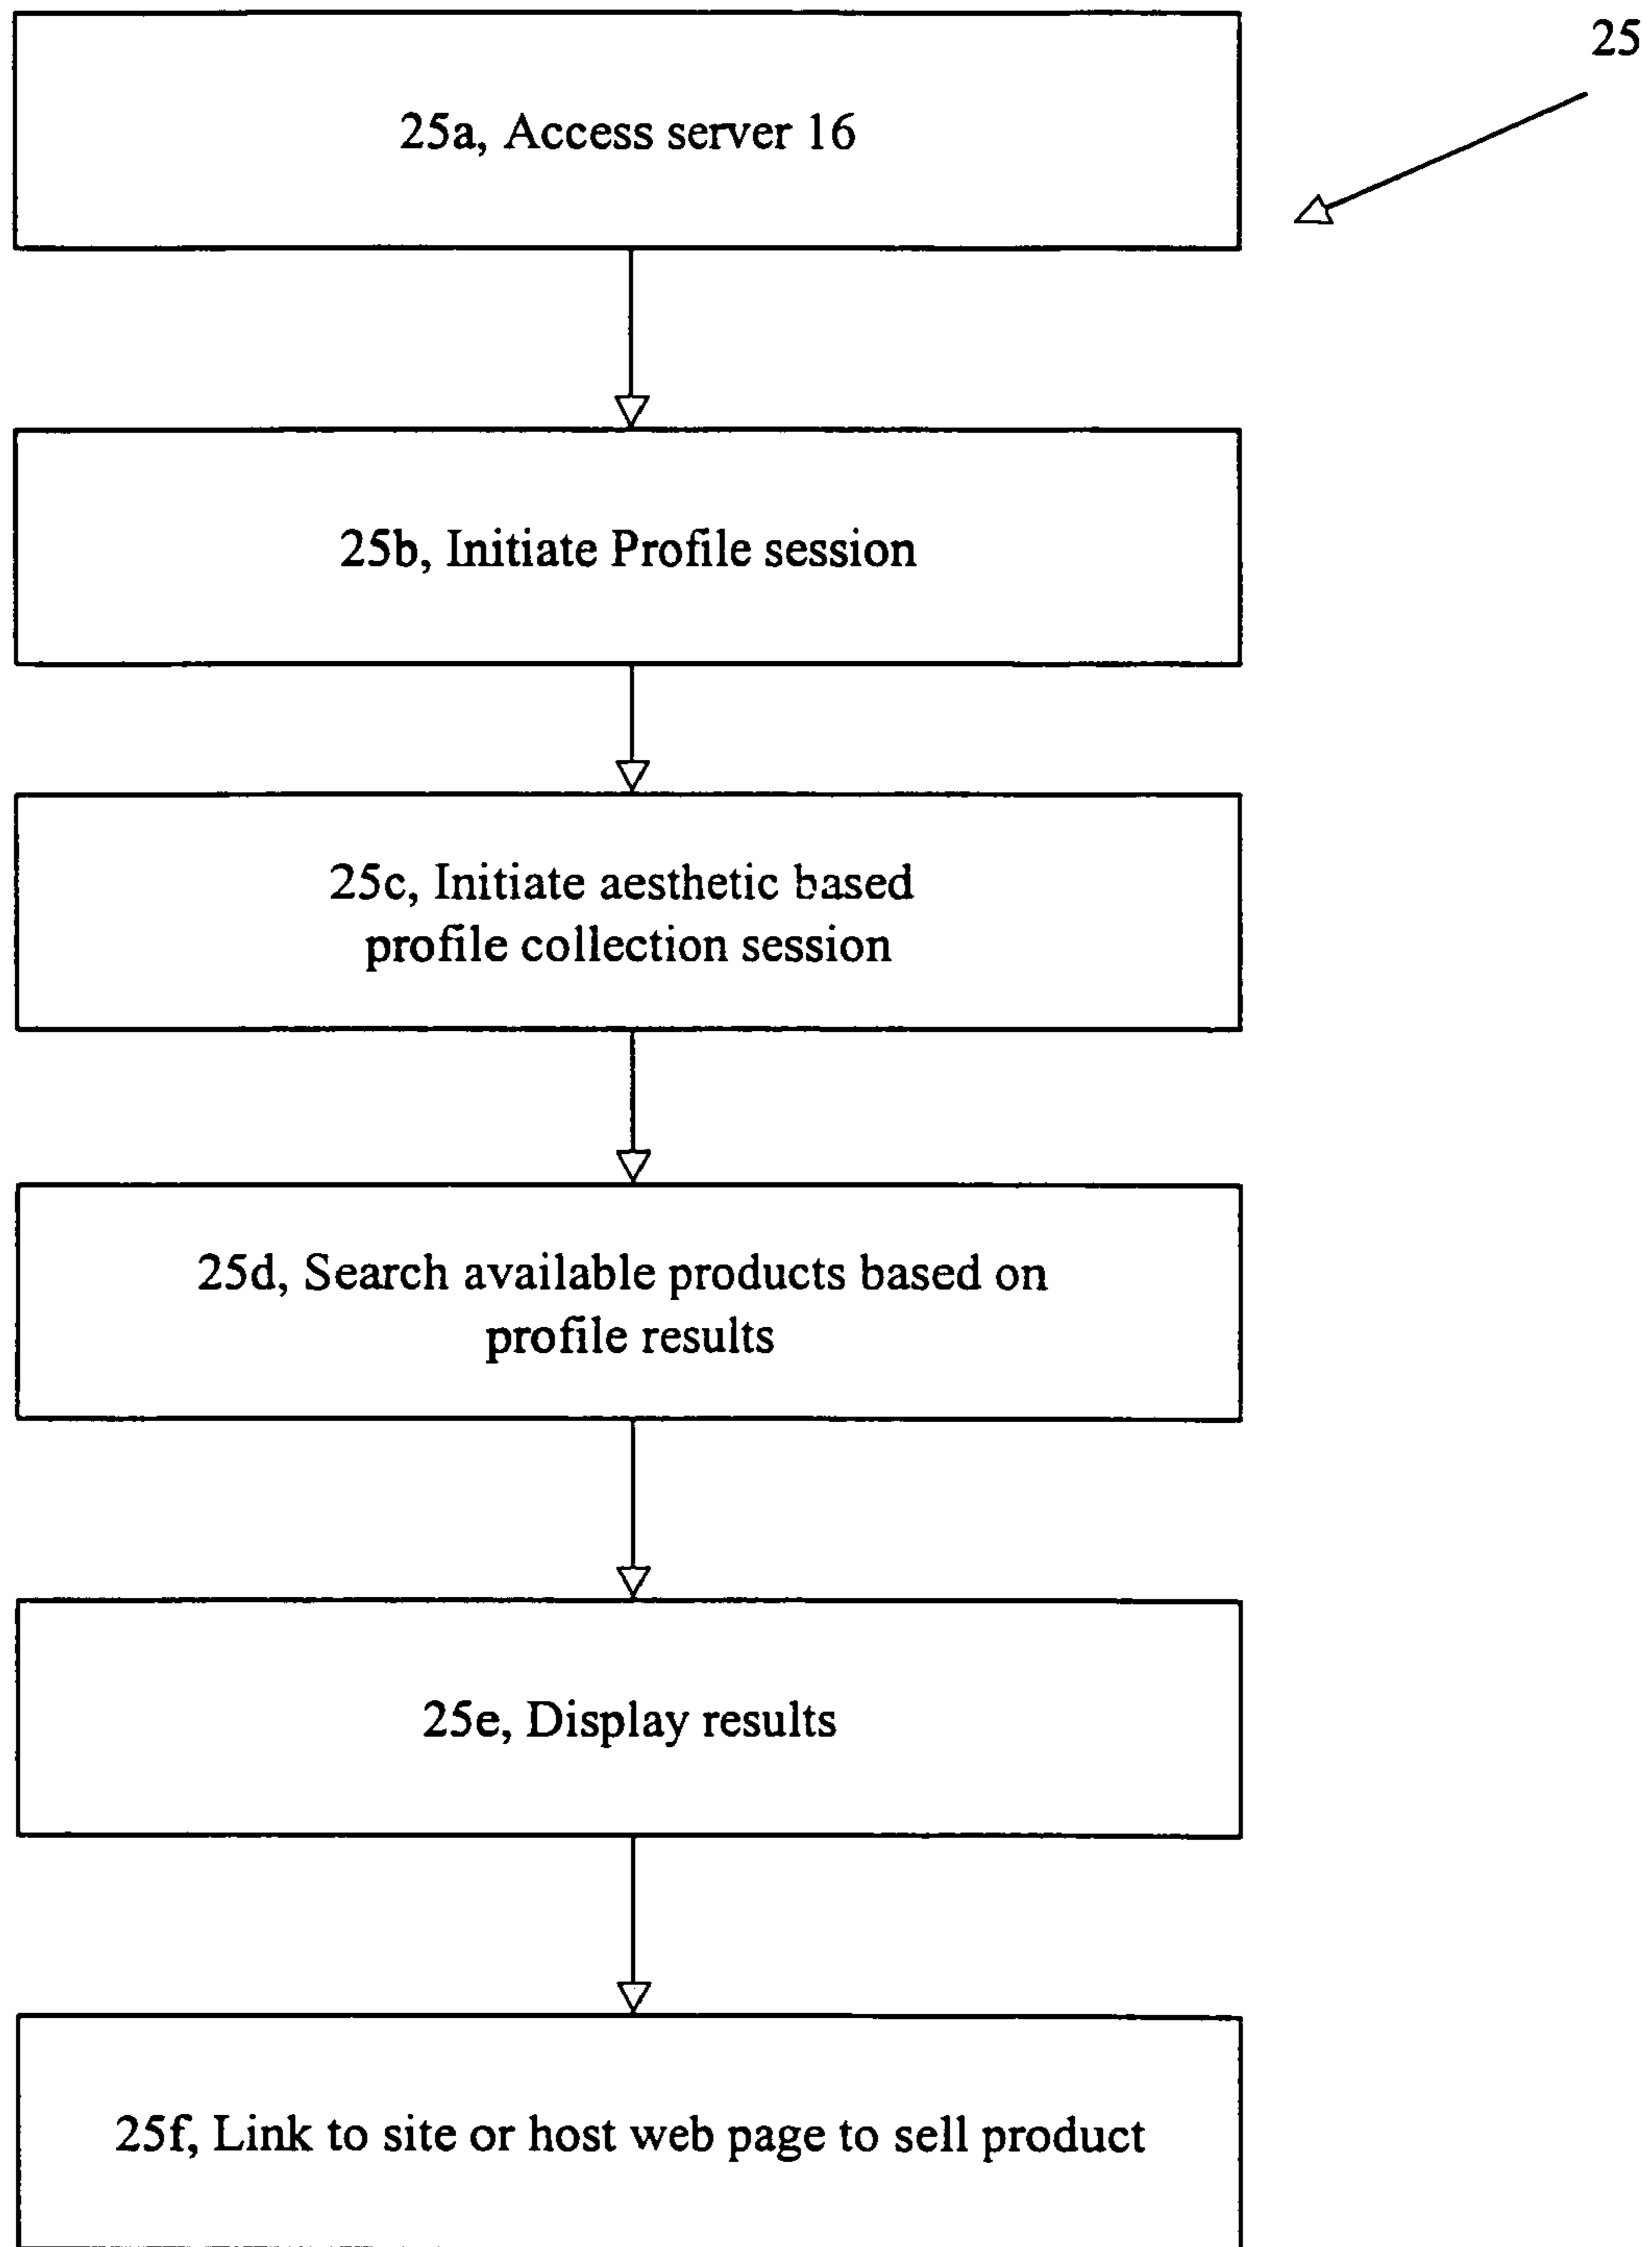 25
25a, Access server 16
25b, Initiate Profile session
25c, Initiate aesthetic based
profile collection session
25d, Search available products based on
profile results
25e, Display results
25f, Link to site or host web page to sell product